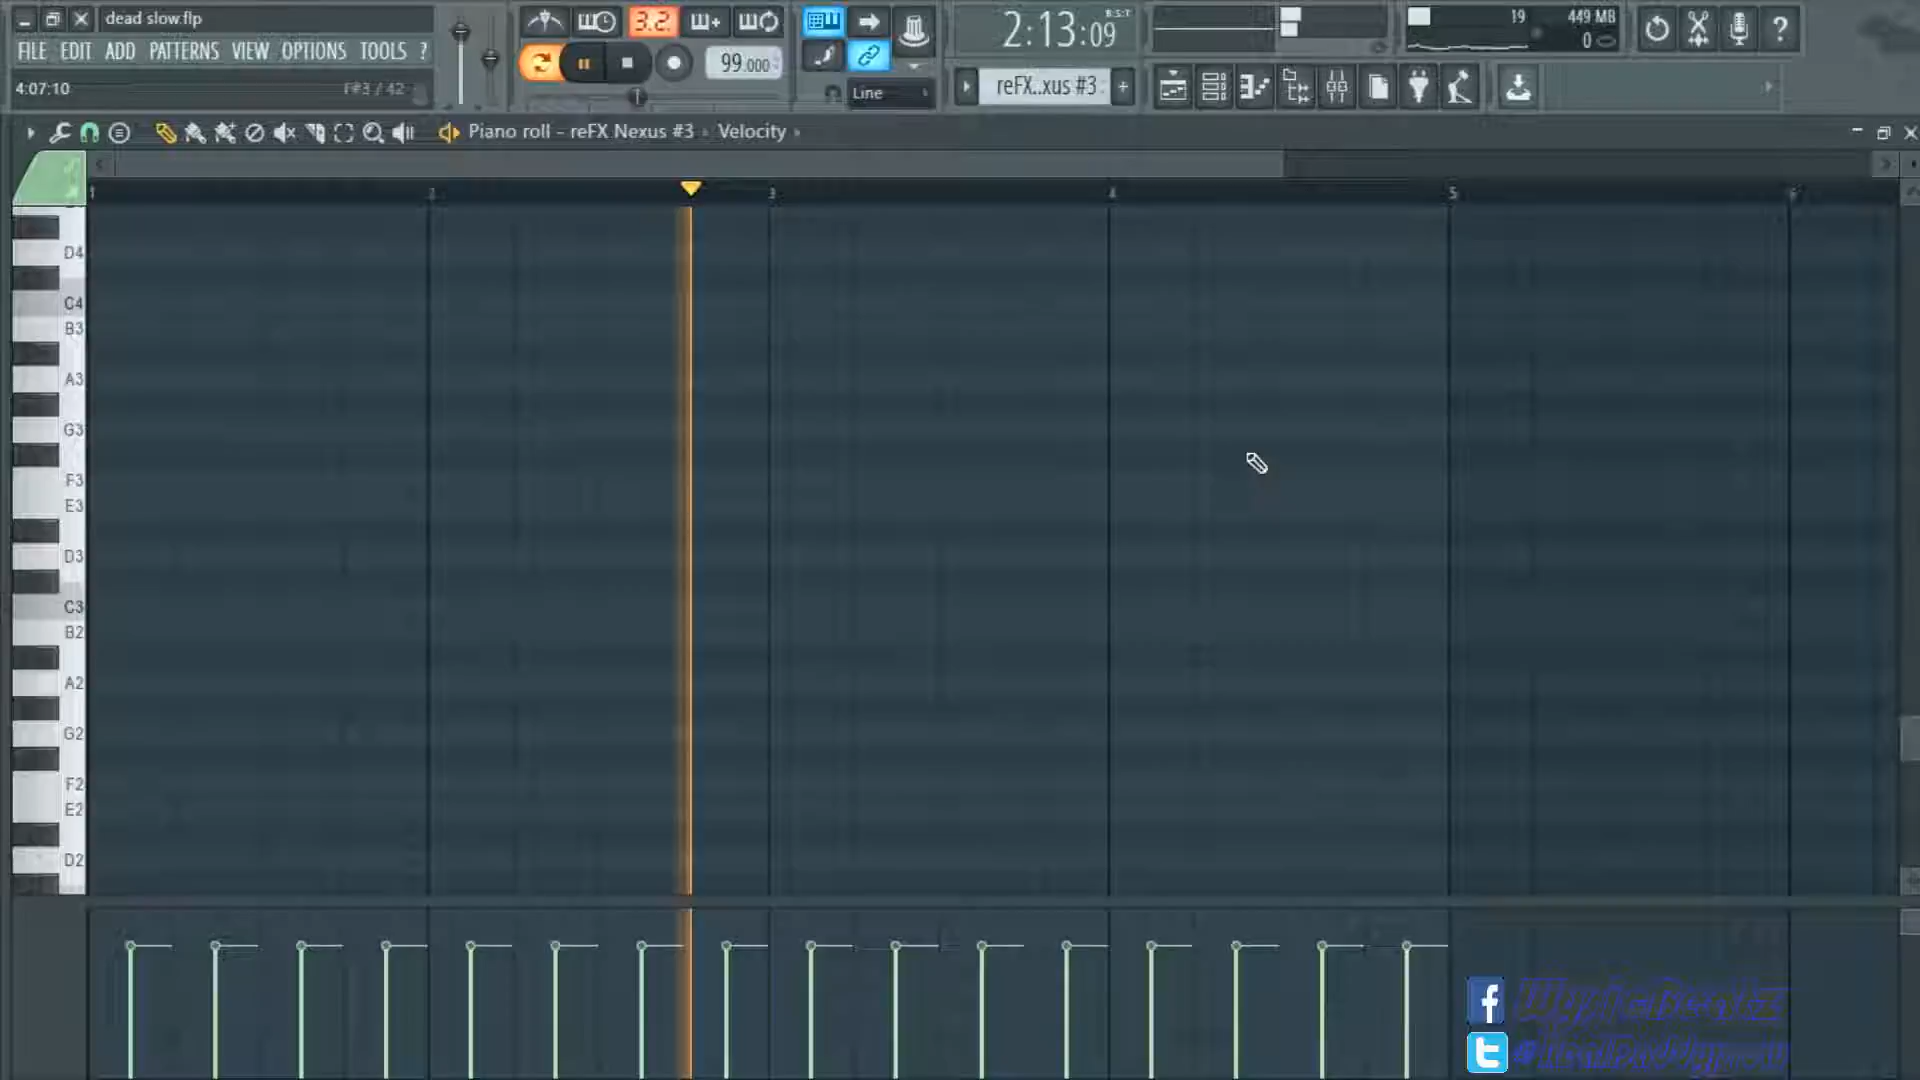 dead slow.flp
FILE EDIT ADD PATTERNS VIEW OPTIONS TOOLS ?
4:07:10 F#3 / 42
3.2.
99.000
Line
2:13:09
B:S:T
reFX..xus #3
19 449 MB
0
?
Piano roll - reFX Nexus #3 Velocity
1 2 3 4 5 6
D4
C4
B3
A3
G3
F3
E3
D3
C3
B2
A2
G2
F2
E2
D2